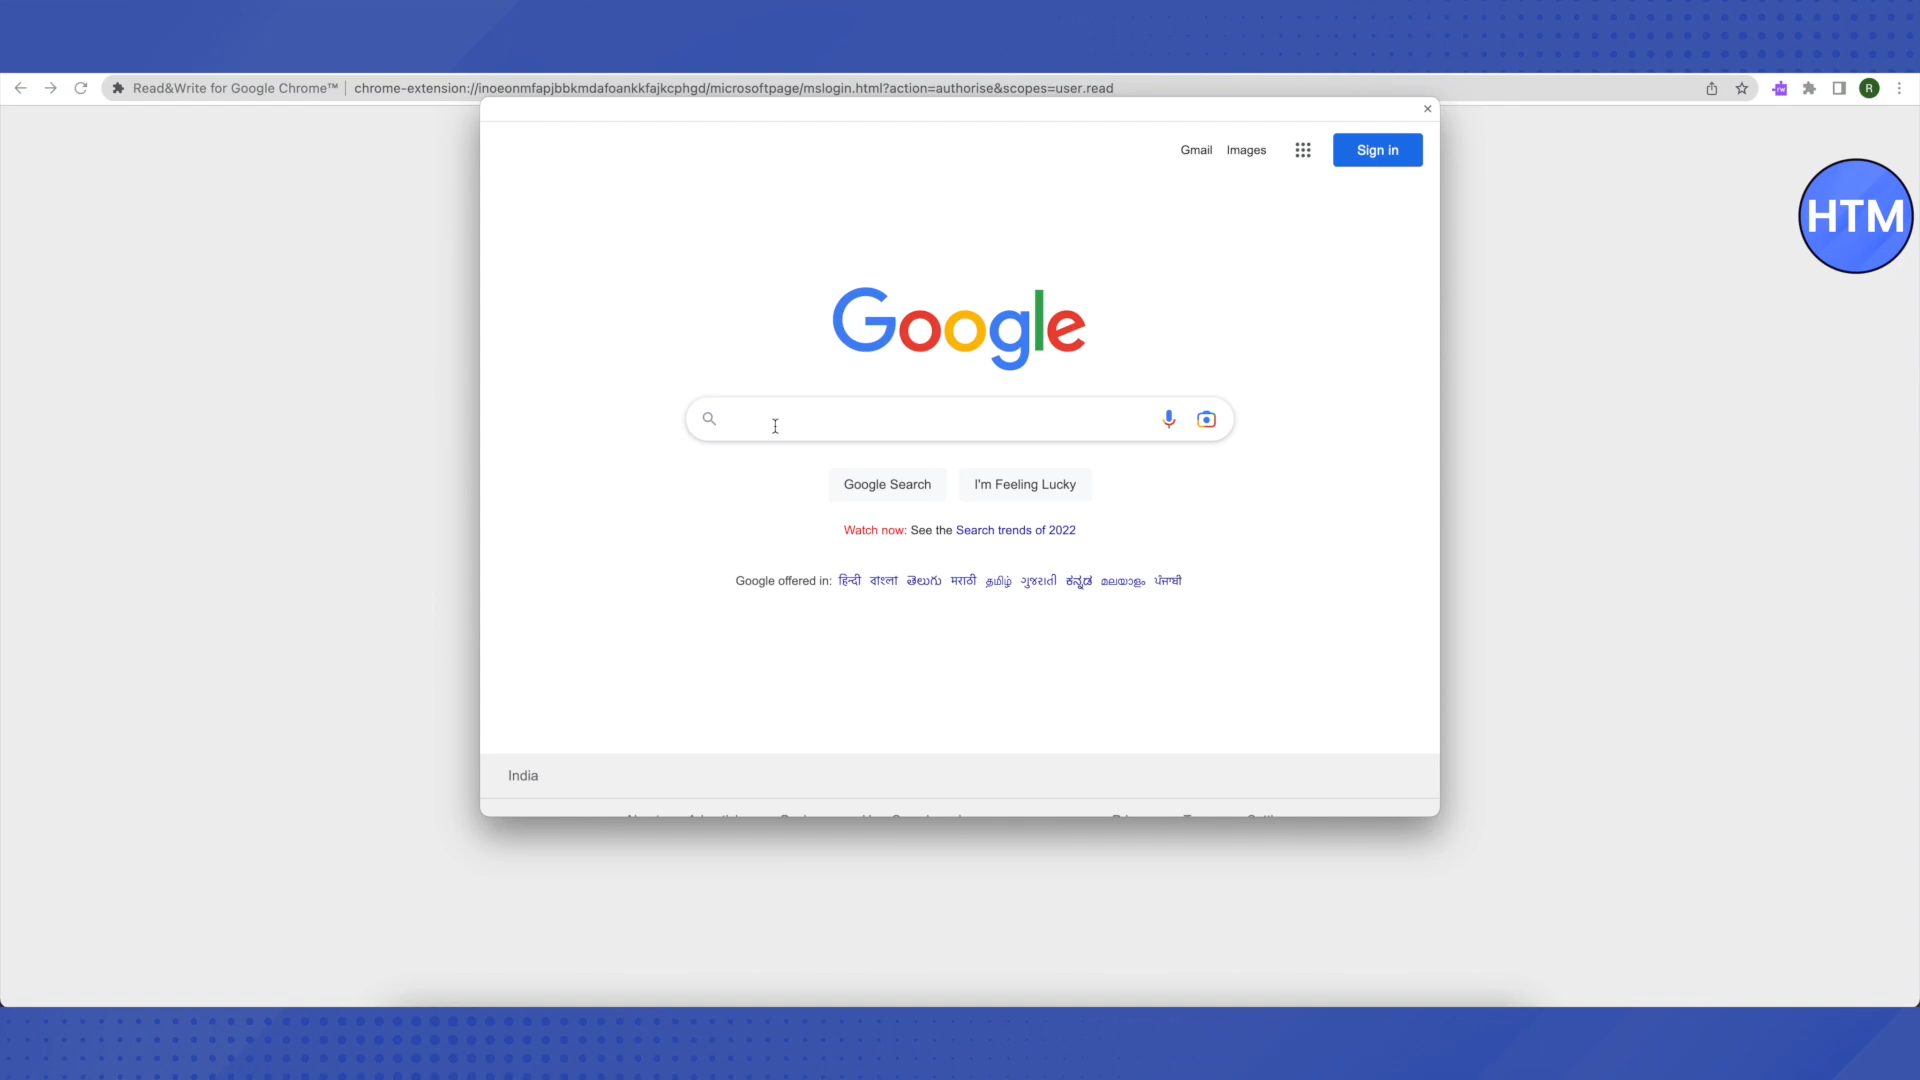 Read&Write for Google Chrome™ | chrome-extension://inoeonmfapjbbkmdafoankkfajkcphgd/microsoftpage/mslogin.html?action=authorise&scopes=user.read
rw
R
Gmail Images Sign in
HTM
Google
Google Search I'm Feeling Lucky
Watch now: See the Search trends of 2022
Google offered in: हिन्दी বাংলা తెలుగు मराठी தமிழ் ગુજરાતી ಕನ್ನಡ മലയാളം ਪੰਜਾਬੀ
India